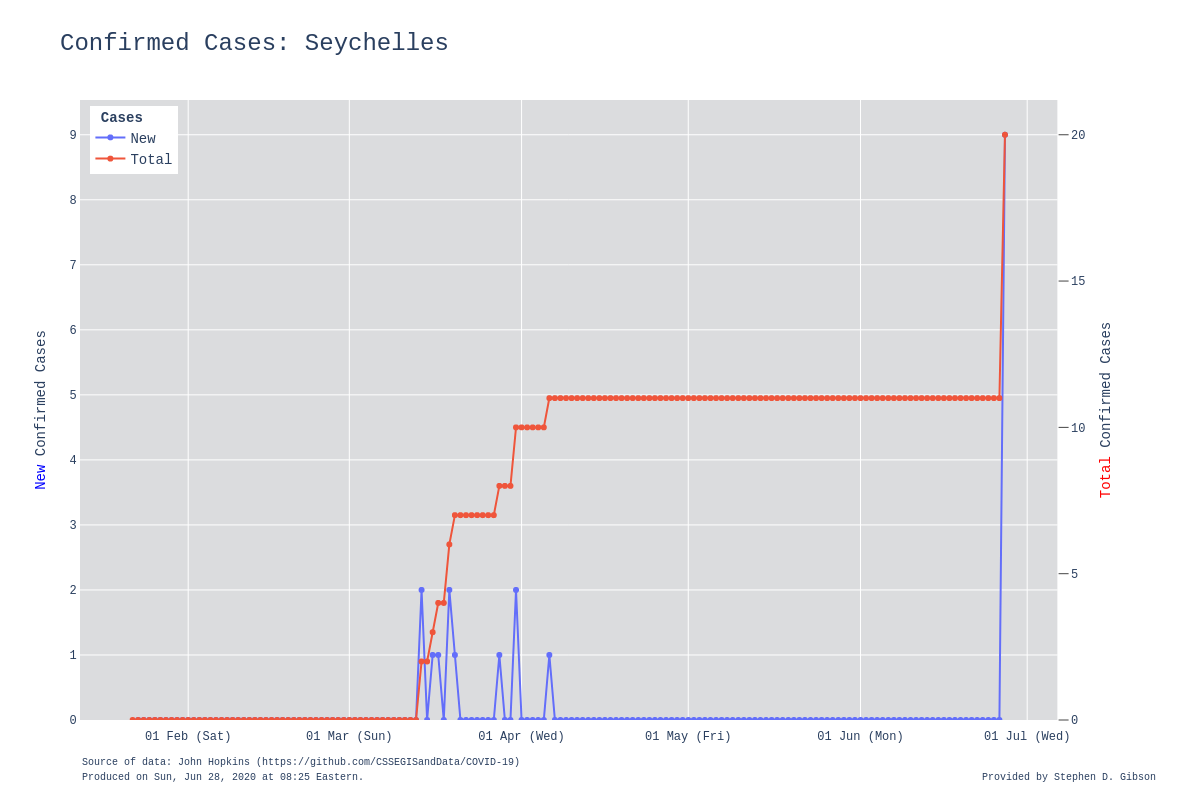 Confirmed Cases: Seychelles
Cases
New
Total
9
8
7
6
5
4
3
2
1
0
New Confirmed Cases
20
15
10
5
0
Total Confirmed Cases
01 Feb (Sat) 01 Mar (Sun) 01 Apr (Wed) 01 May (Fri) 01 Jun (Mon) 01 Jul (Wed)
Source of data: John Hopkins (https://github.com/CSSEGISandData/COVID-19)
Produced on Sun, Jun 28, 2020 at 08:25 Eastern.
Provided by Stephen D. Gibson